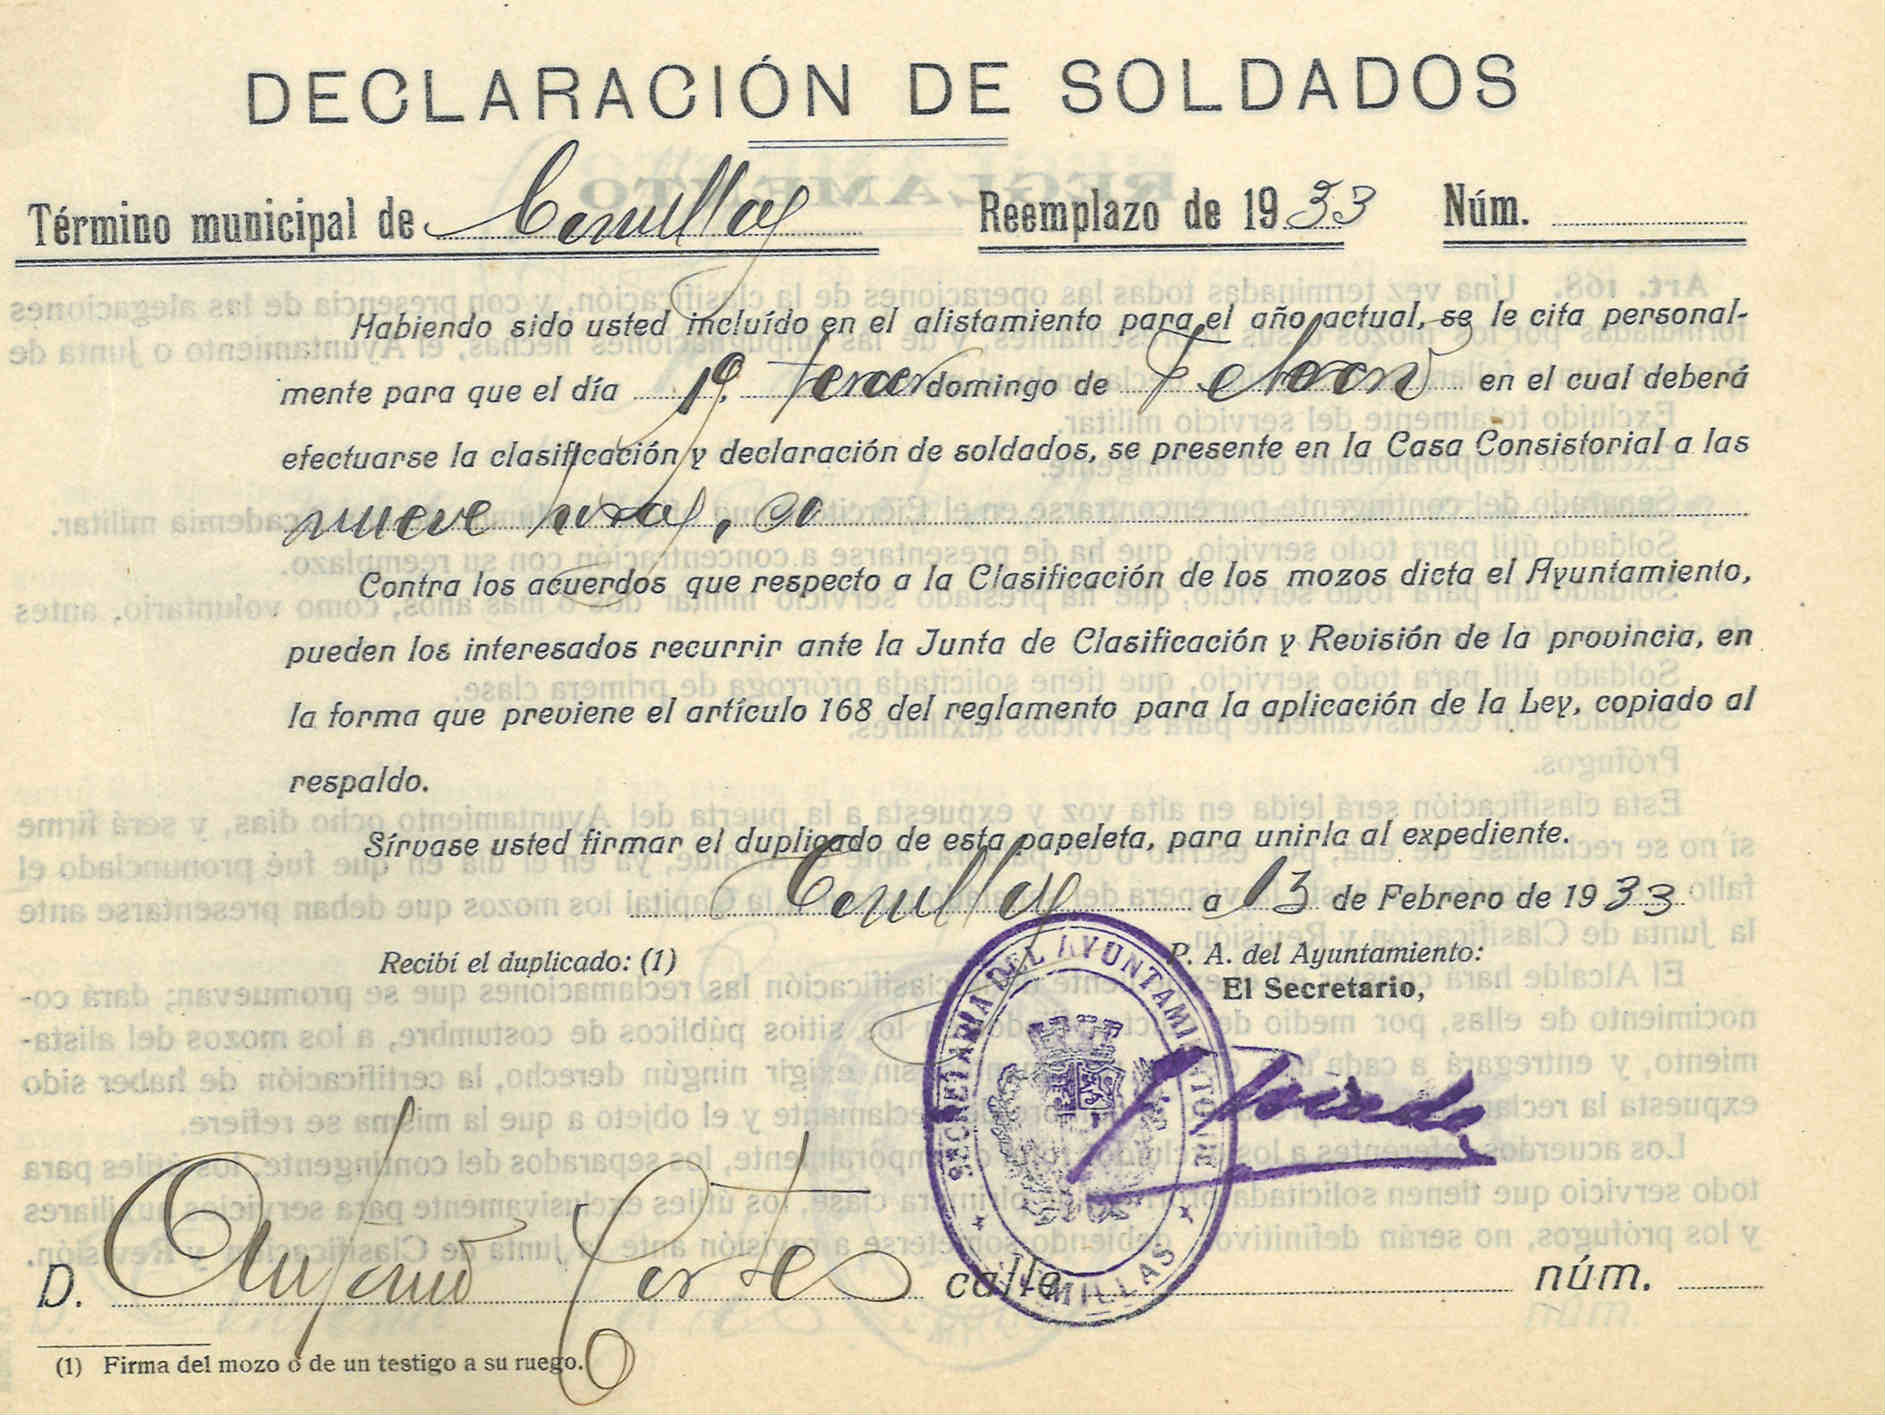 DECLARACIÓN DE SOLDADOS
Término municipal de Comillas Reemplazo de 1933 Núm.
Habiendo sido usted incluído en el alistamiento para el año actual, se le cita personal-
mente para que el día 19, tercer domingo de Febrero en el cual deberá
efectuarse la clasificación y declaración de soldados, se presente en la Casa Consistorial a las
nueve horas,
Contra los acuerdos que respecto a la Clasificación de los mozos dicta el Ayuntamiento,
pueden los interesados recurrir ante la Junta de Clasificación y Revisión de la provincia, en
la forma que previene el artículo 168 del reglamento para la aplicación de la Ley, copiado al
respaldo.
Sírvase usted firmar el duplicado de esta papeleta, para unirla al expediente.
Comillas a 13 de Febrero de 1933
Recibí el duplicado: (1)
P. A. del Ayuntamiento:
El Secretario,
SECRETARIA DEL AYUNTAMIENTO DE
COMILLAS
D. Antonio Cortes calle núm.
(1) Firma del mozo o de un testigo a su ruego.